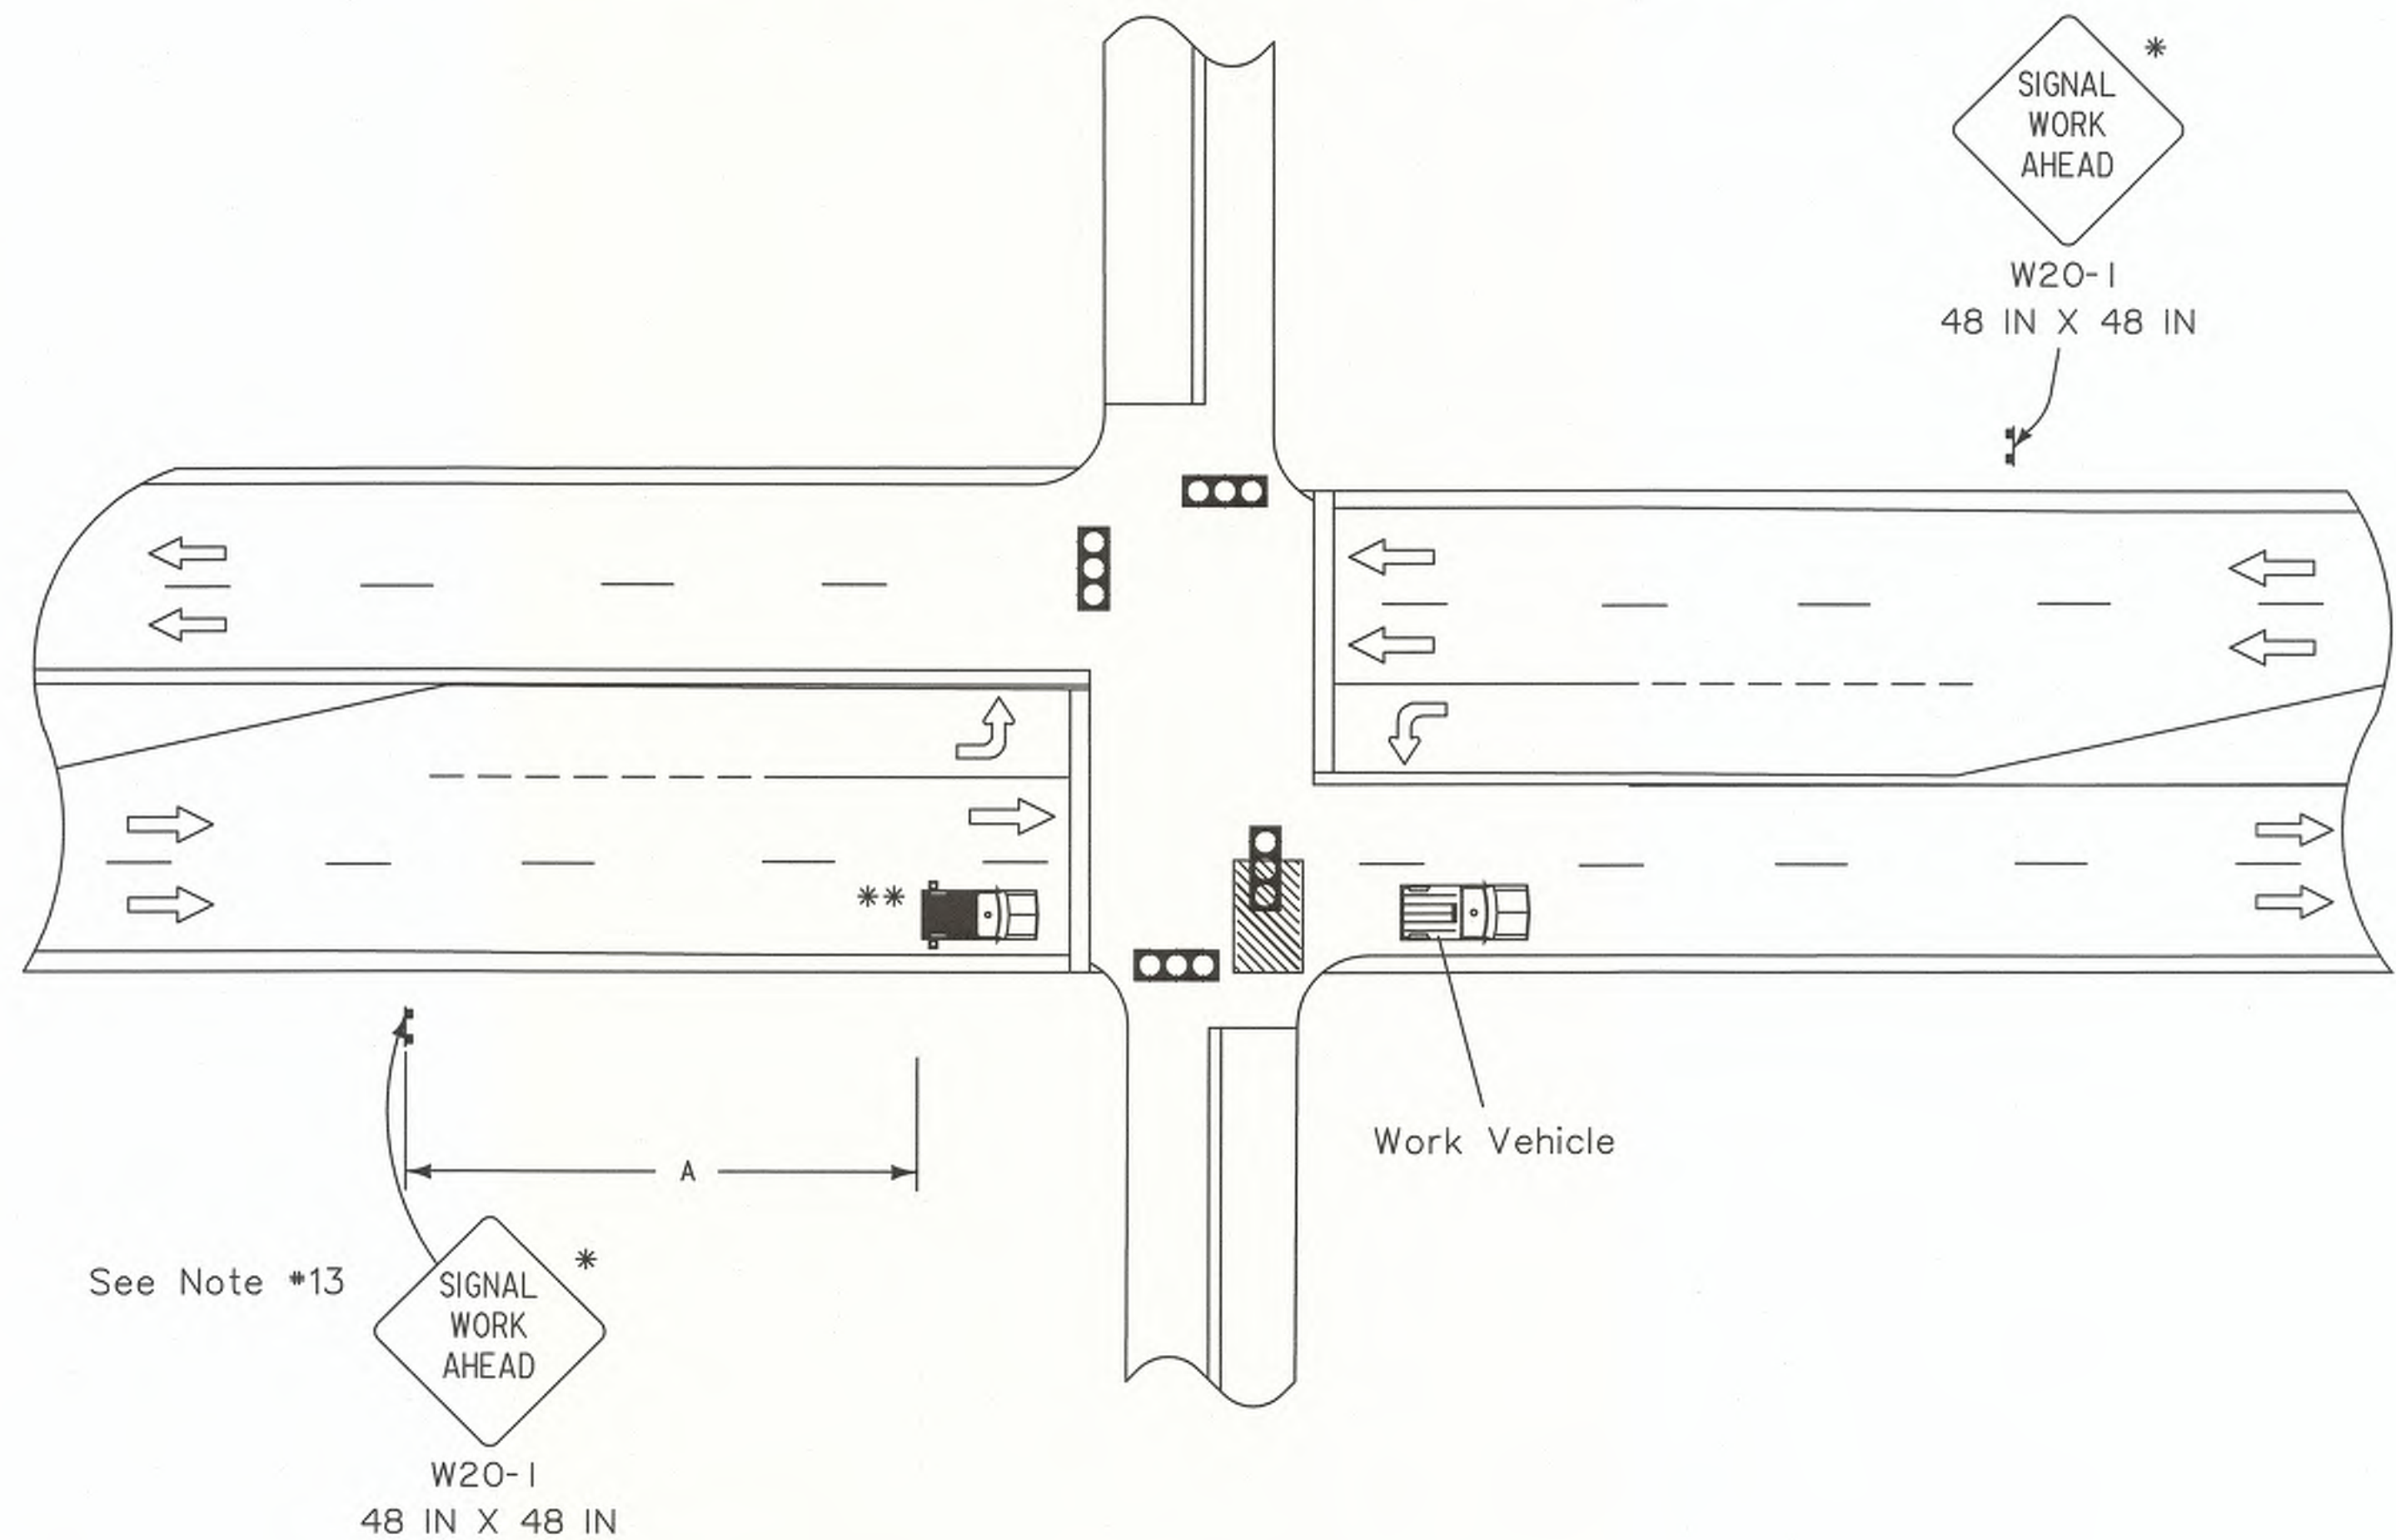 *
SIGNAL
WORK
AHEAD
W20-1
48 IN X 48 IN
**
Work Vehicle
A
See Note #13
*
SIGNAL
WORK
AHEAD
W20-1
48 IN X 48 IN